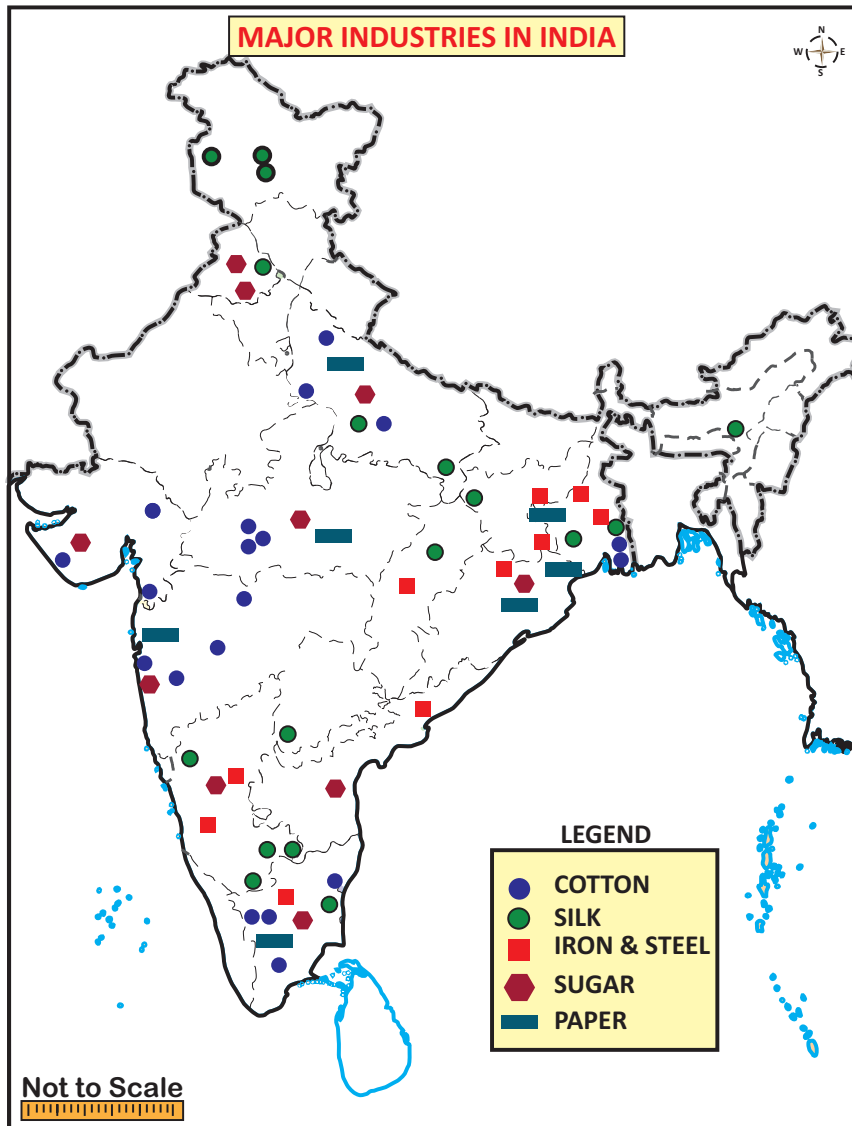 MAJOR INDUSTRIES IN INDIA
N
W E
S
LEGEND
COTTON
SILK
IRON & STEEL
SUGAR
PAPER
Not to Scale